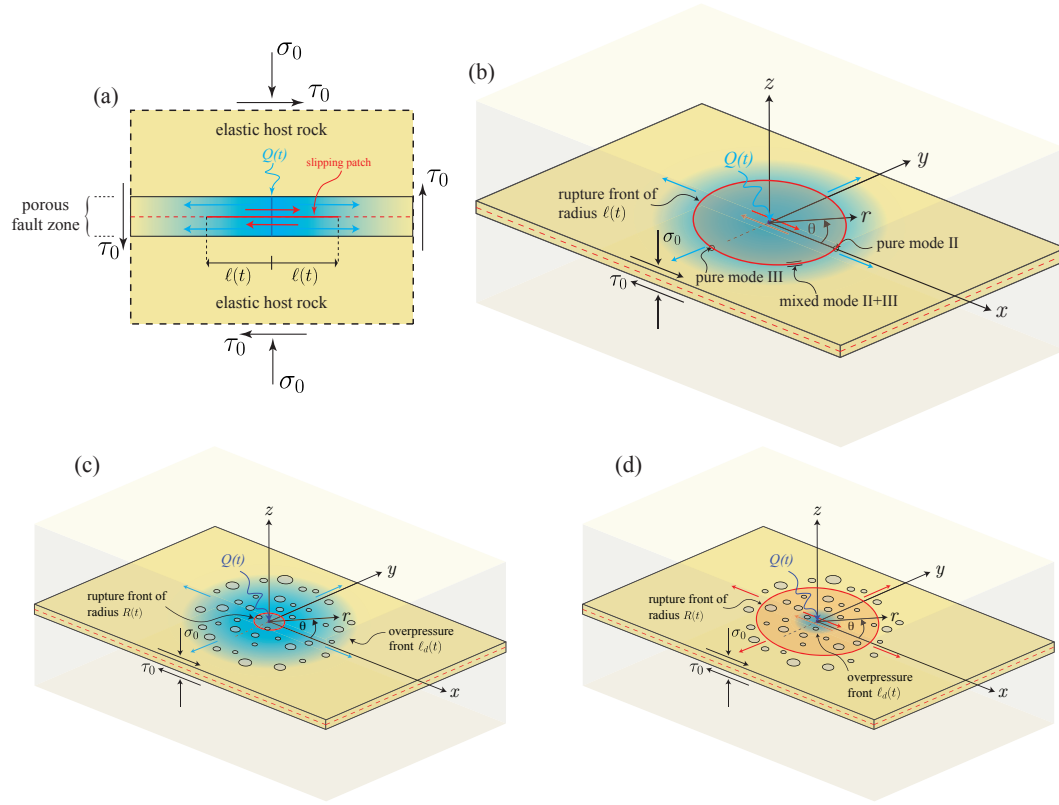 (a)
σ₀
τ₀
elastic host rock
Q(t)
slipping patch
porous
fault zone
τ₀
τ₀
ℓ(t)
ℓ(t)
elastic host rock
τ₀
σ₀
(b)
z
Q(t)
y
rupture front of
radius ℓ(t)
r
θ
σ₀
pure mode II
pure mode III
τ₀
mixed mode II+III
x
(c)
z
Q(t)
y
rupture front of
radius R(t)
r
θ
σ₀
overpressure
front ℓd(t)
τ₀
x
(d)
z
Q(t)
y
rupture front of
radius R(t)
r
θ
σ₀
τ₀
overpressure
front ℓd(t)
x